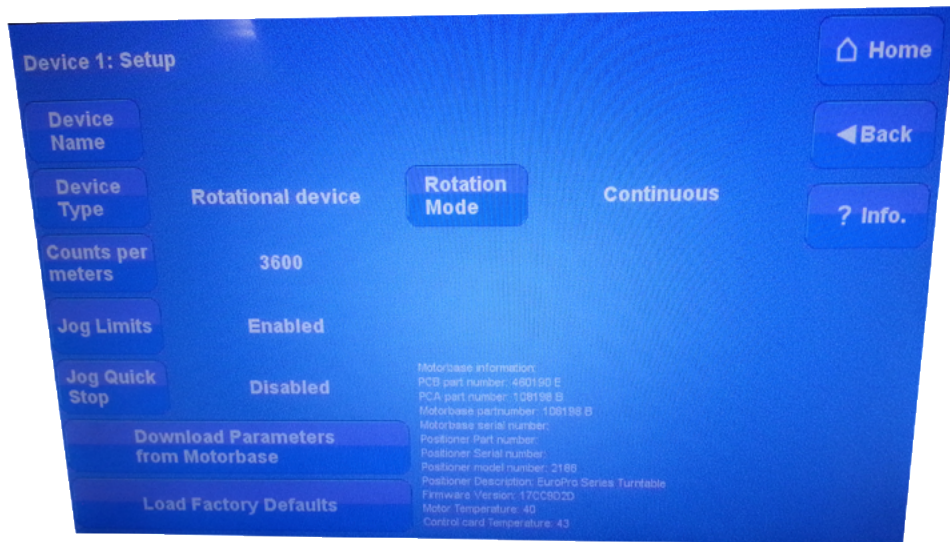 Device 1: Setup
Home
Device
Name
Back
Device
Type
Rotational device
Rotation
Mode
Continuous
? Info.
Counts per
meters
3600
Jog Limits
Enabled
Jog Quick
Stop
Disabled
Download Parameters
from Motorbase
Load Factory Defaults
Motorbase information:
PCB part number: 460190 E
PCA part number: 108198 B
Motorbase partnumber: 108198 B
Motorbase serial number:
Positioner Part number:
Positioner Serial number:
Positioner model number: 2188
Positioner Description: EuroPro Series Turntable
Firmware Version: 17CC9D2D
Motor Temperature: 40
Control card Temperature: 43